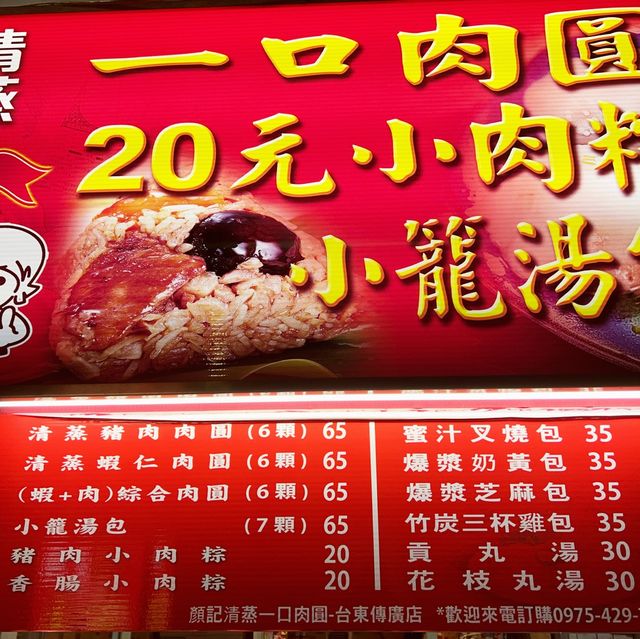 清蒸
一口肉圓
20元小肉粽
小籠湯包
清蒸豬肉肉圓(6顆) 65
清蒸蝦仁肉圓(6顆) 65
(蝦+肉)綜合肉圓(6顆) 65
小籠湯包 (7顆) 65
豬肉小肉粽 20
香腸小肉粽 20
蜜汁叉燒包 35
爆漿奶黃包 35
爆漿芝麻包 35
竹炭三杯雞包 35
貢丸湯 30
花枝丸湯 30
顏記清蒸一口肉圓-台東傳廣店 *歡迎來電訂購0975-429-